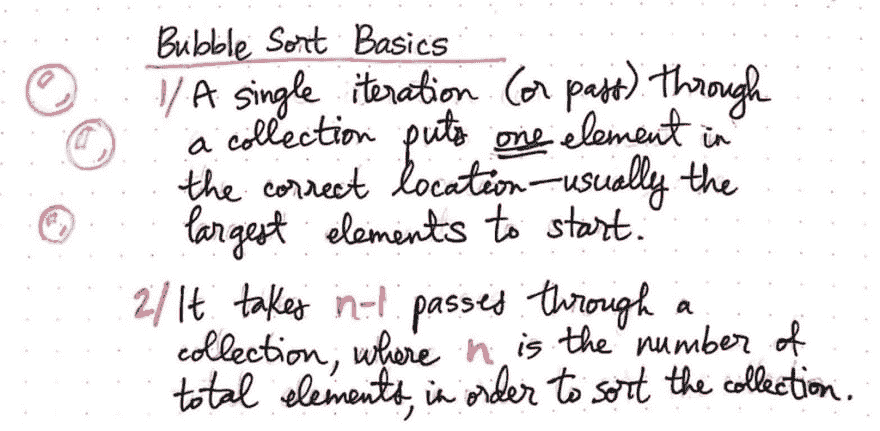 Bubble Sort Basics
1/ A single iteration (or pass) through
a collection puts one element in
the correct location—usually the
largest elements to start.
2/ It takes n-1 passes through a
collection, where n is the number of
total elements, in order to sort the collection.